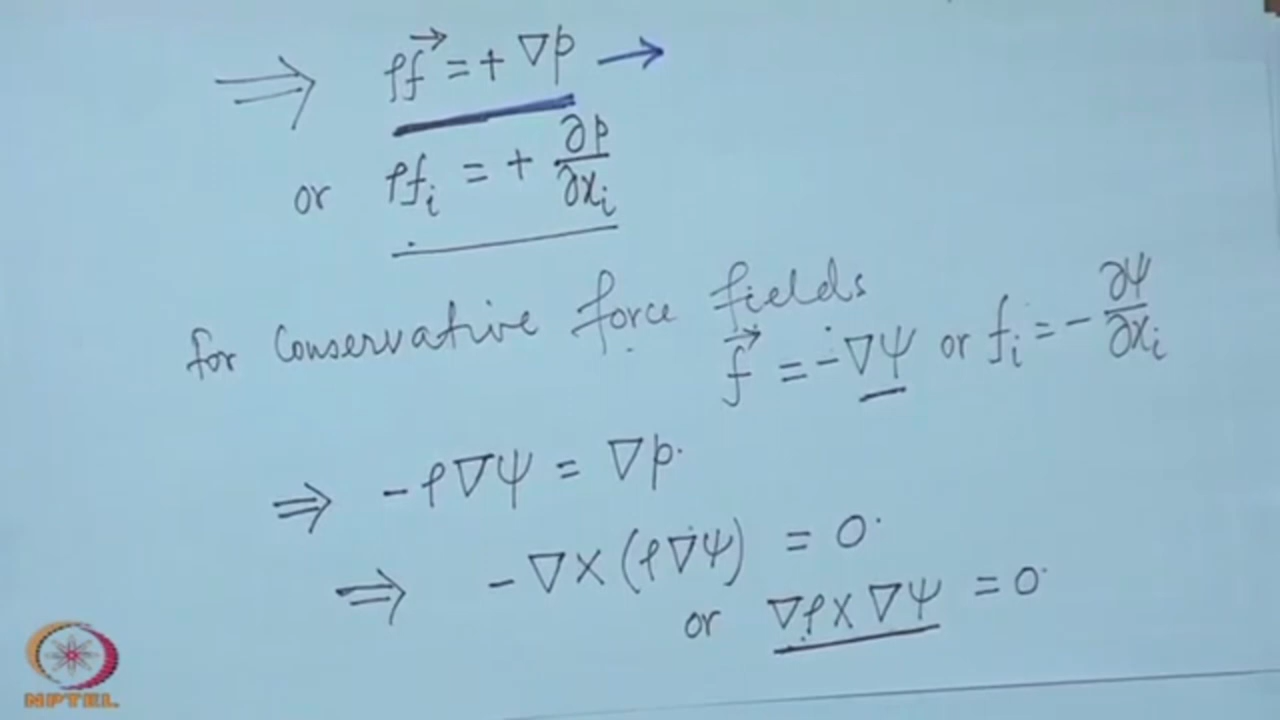 ⟹ ρf⃗ = + ∇p →
or ρfᵢ = + ∂p/∂xᵢ
for conservative force fields
f⃗ = -∇ψ or fᵢ = - ∂ψ/∂xᵢ
⟹ -ρ∇ψ = ∇p.
⟹ -∇×(ρ∇ψ) = 0.
or ∇ρ×∇ψ = 0.
NPTEL